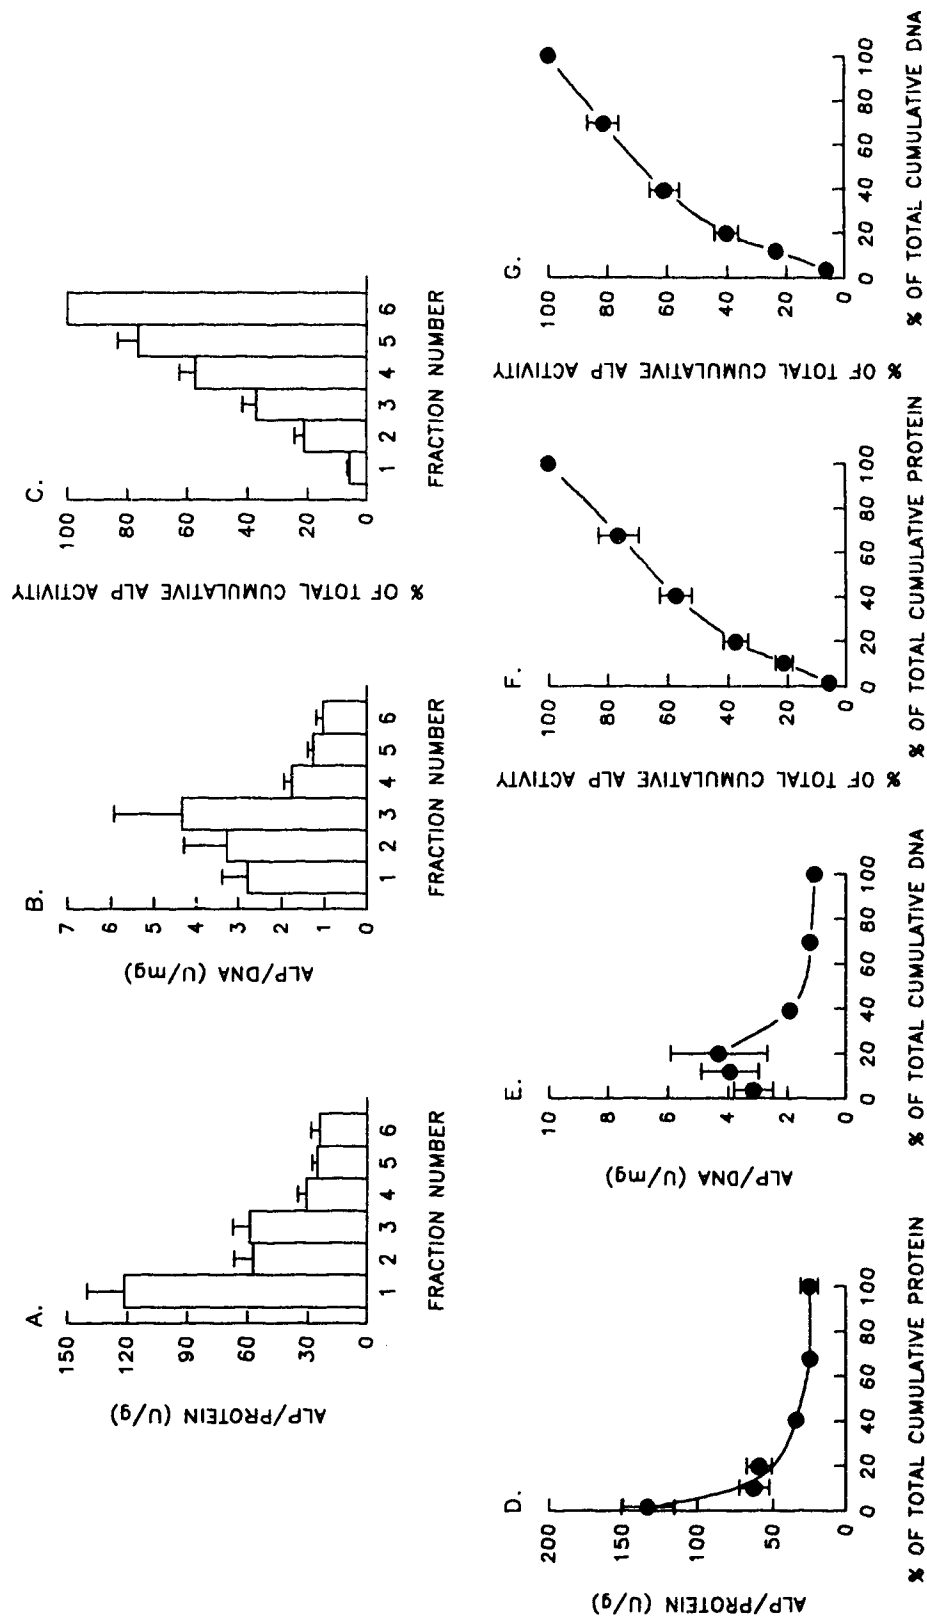 A.
ALP/PROTEIN (U/g)
150
120
90
60
30
0
1 2 3 4 5 6
FRACTION NUMBER
B.
ALP/DNA (U/mg)
7
6
5
4
3
2
1
0
1 2 3 4 5 6
FRACTION NUMBER
C.
% OF TOTAL CUMULATIVE ALP ACTIVITY
100
80
60
40
20
0
1 2 3 4 5 6
FRACTION NUMBER
D.
ALP/PROTEIN (U/g)
200
150
100
50
0
0 20 40 60 80 100
% OF TOTAL CUMULATIVE PROTEIN
E.
ALP/DNA (U/mg)
10
8
6
4
2
0
0 20 40 60 80 100
% OF TOTAL CUMULATIVE DNA
F.
% OF TOTAL CUMULATIVE ALP ACTIVITY
100
80
60
40
20
0
0 20 40 60 80 100
% OF TOTAL CUMULATIVE PROTEIN
G.
% OF TOTAL CUMULATIVE ALP ACTIVITY
100
80
60
40
20
0
0 20 40 60 80 100
% OF TOTAL CUMULATIVE DNA